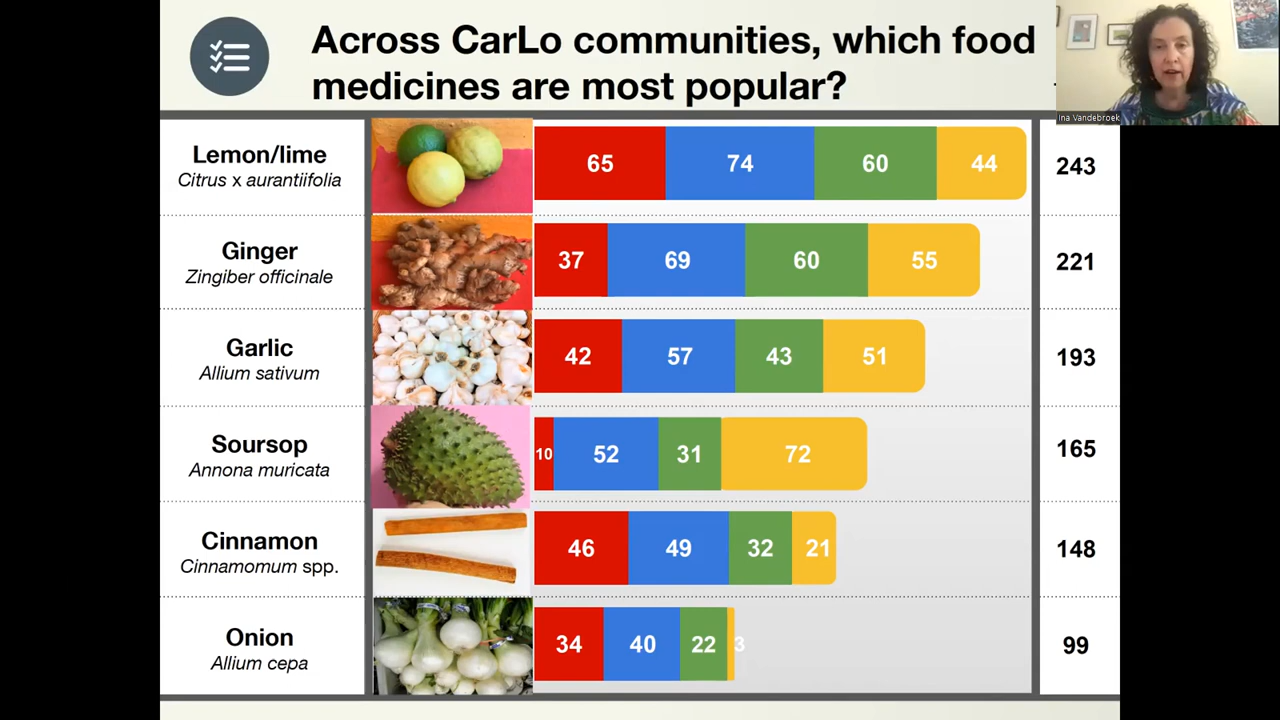 Across CarLo communities, which food
medicines are most popular?
Ina Vandebroek
Lemon/lime
Citrus x aurantiifolia
65 74 60 44 243
Ginger
Zingiber officinale
37 69 60 55 221
Garlic
Allium sativum
42 57 43 51 193
Soursop
Annona muricata
10 52 31 72 165
Cinnamon
Cinnamomum spp.
46 49 32 21 148
Onion
Allium cepa
34 40 22 3 99